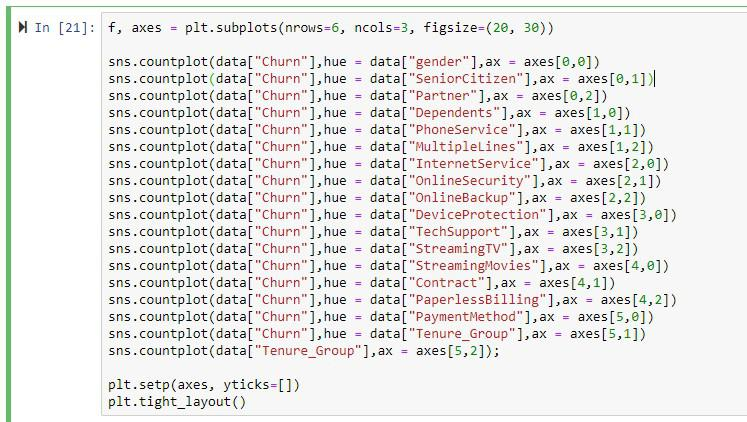 In [21]: f, axes = plt.subplots(nrows=6, ncols=3, figsize=(20, 30))
sns.countplot(data["Churn"],hue = data["gender"],ax = axes[0,0])
sns.countplot(data["Churn"],hue = data["SeniorCitizen"],ax = axes[0,1])
sns.countplot(data["Churn"],hue = data["Partner"],ax = axes[0,2])
sns.countplot(data["Churn"],hue = data["Dependents"],ax = axes[1,0])
sns.countplot(data["Churn"],hue = data["PhoneService"],ax = axes[1,1])
sns.countplot(data["Churn"],hue = data["MultipleLines"],ax = axes[1,2])
sns.countplot(data["Churn"],hue = data["InternetService"],ax = axes[2,0])
sns.countplot(data["Churn"],hue = data["OnlineSecurity"],ax = axes[2,1])
sns.countplot(data["Churn"],hue = data["OnlineBackup"],ax = axes[2,2])
sns.countplot(data["Churn"],hue = data["DeviceProtection"],ax = axes[3,0])
sns.countplot(data["Churn"],hue = data["TechSupport"],ax = axes[3,1])
sns.countplot(data["Churn"],hue = data["StreamingTV"],ax = axes[3,2])
sns.countplot(data["Churn"],hue = data["StreamingMovies"],ax = axes[4,0])
sns.countplot(data["Churn"],hue = data["Contract"],ax = axes[4,1])
sns.countplot(data["Churn"],hue = data["PaperlessBilling"],ax = axes[4,2])
sns.countplot(data["Churn"],hue = data["PaymentMethod"],ax = axes[5,0])
sns.countplot(data["Churn"],hue = data["Tenure_Group"],ax = axes[5,1])
sns.countplot(data["Tenure_Group"],ax = axes[5,2]);
plt.setp(axes, yticks=[])
plt.tight_layout()